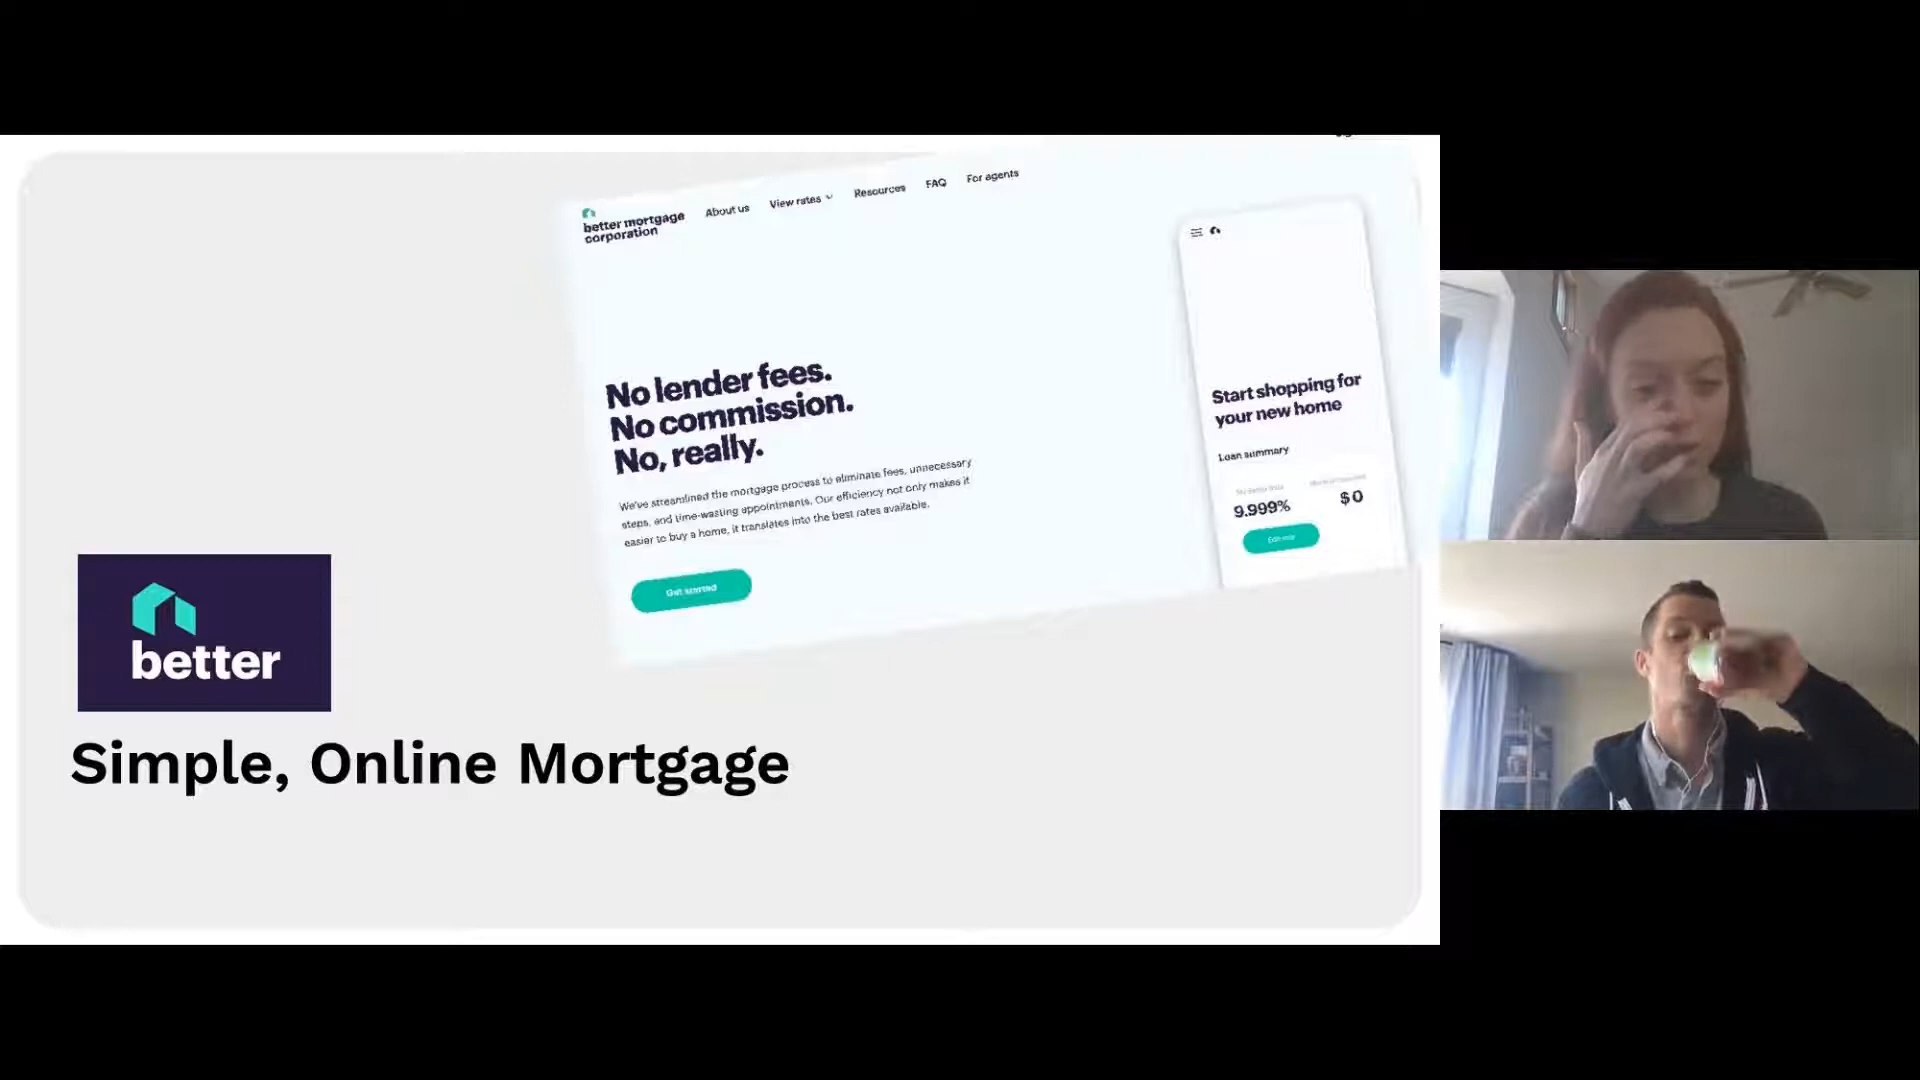 better mortgage
corporation
About us
View rates
Resources
FAQ
For agents
No lender fees.
No commission.
No, really.
We've streamlined the mortgage process to eliminate fees, unnecessary
steps, and time-wasting appointments. Our efficiency not only makes it
easier to buy a home, it translates into the best rates available.
Get started
Start shopping for
your new home
Loan summary
9.999%
$0
better
Simple, Online Mortgage